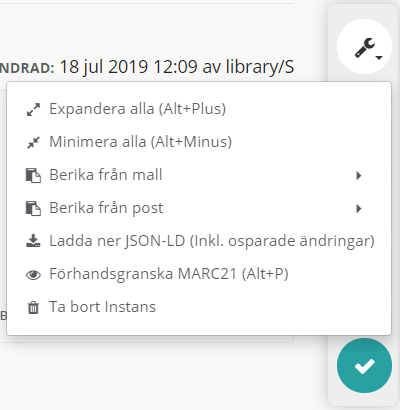 NDRAD: 18 jul 2019 12:09 av library/S
Expandera alla (Alt+Plus)
Minimera alla (Alt+Minus)
Berika från mall
Berika från post
Ladda ner JSON-LD (Inkl. osparade ändringar)
Förhandsgranska MARC21 (Alt+P)
B
Ta bort Instans